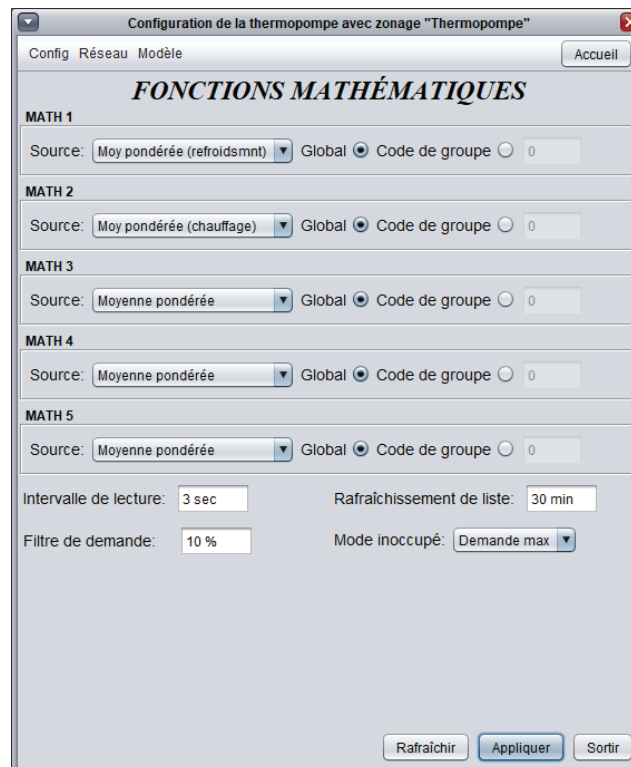 Configuration de la thermopompe avec zonage "Thermopompe"
Config Réseau Modèle Accueil
FONCTIONS MATHÉMATIQUES
MATH 1
Source: Moy pondérée (refroidsmnt) Global Code de groupe 0
MATH 2
Source: Moy pondérée (chauffage) Global Code de groupe 0
MATH 3
Source: Moyenne pondérée Global Code de groupe 0
MATH 4
Source: Moyenne pondérée Global Code de groupe 0
MATH 5
Source: Moyenne pondérée Global Code de groupe 0
Intervalle de lecture: 3 sec Rafraîchissement de liste: 30 min
Filtre de demande: 10 % Mode inoccupé: Demande max
Rafraîchir Appliquer Sortir